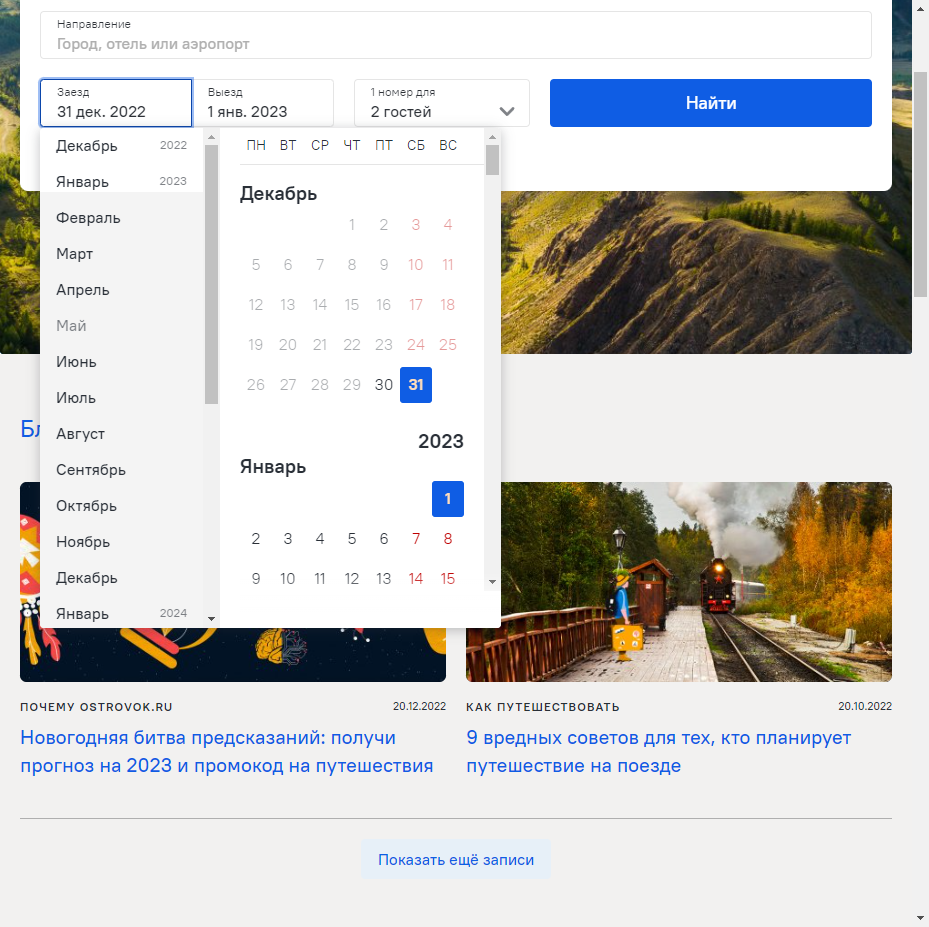 Направление
Город, отель или аэропорт
Заезд
31 дек. 2022
Выезд
1 янв. 2023
1 номер для
2 гостей
Найти
Декабрь 2022
Январь 2023
Февраль
Март
Апрель
Май
Июнь
Июль
Август
Сентябрь
Октябрь
Ноябрь
Декабрь
Январь 2024
ПН ВТ СР ЧТ ПТ СБ ВС
Декабрь
1 2 3 4
5 6 7 8 9 10 11
12 13 14 15 16 17 18
19 20 21 22 23 24 25
26 27 28 29 30 31
2023
Январь
1
2 3 4 5 6 7 8
9 10 11 12 13 14 15
ПОЧЕМУ OSTROVOK.RU 20.12.2022
Новогодняя битва предсказаний: получи
прогноз на 2023 и промокод на путешествия
КАК ПУТЕШЕСТВОВАТЬ 20.10.2022
9 вредных советов для тех, кто планирует
путешествие на поезде
Показать ещё записи